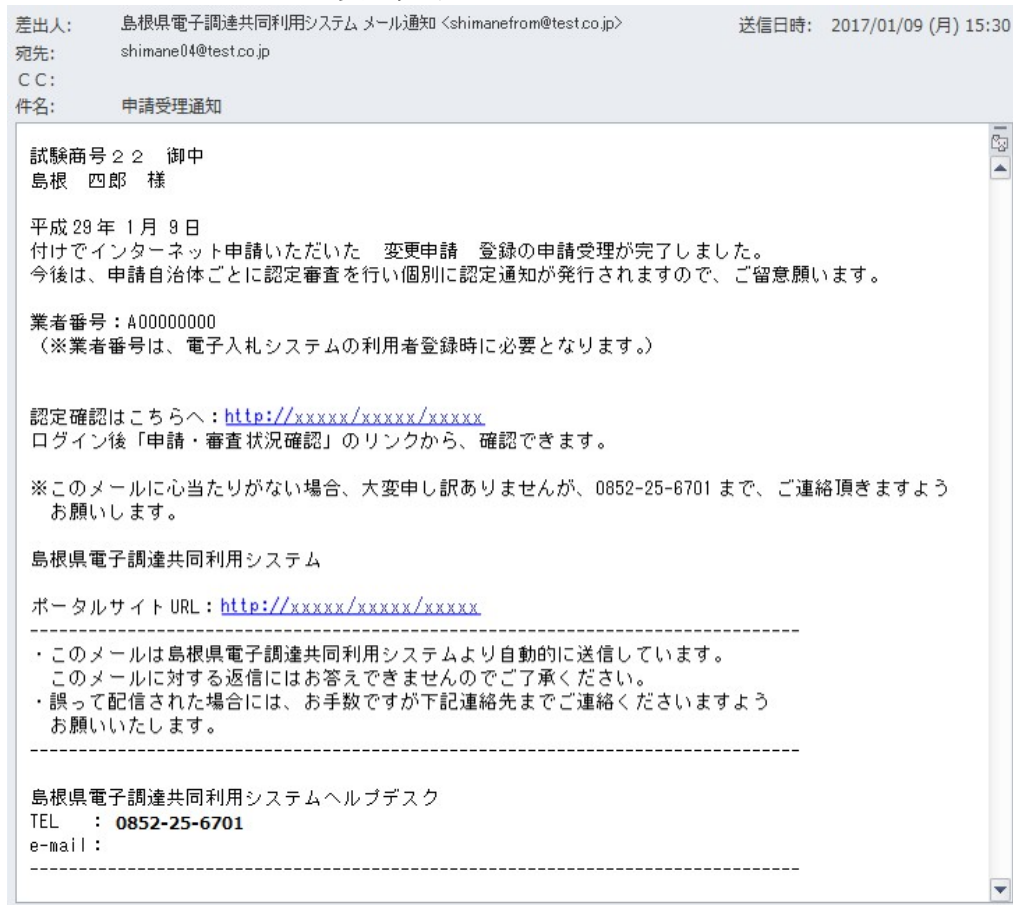 差出人: 島根県電子調達共同利用システム メール通知 <shimanefrom@test.co.jp> 送信日時: 2017/01/09 (月) 15:30
宛先: shimane04@test.co.jp
CC:
件名: 申請受理通知
試験商号22 御中
島根 四郎 様
平成29年 1月 9日
付けでインターネット申請いただいた 変更申請 登録の申請受理が完了しました。
今後は、申請自治体ごとに認定審査を行い個別に認定通知が発行されますので、ご留意願います。
業者番号:A00000000
(※業者番号は、電子入札システムの利用者登録時に必要となります。)
認定確認はこちらへ:http://xxxxx/xxxxx/xxxxx
ログイン後「申請・審査状況確認」のリンクから、確認できます。
※このメールに心当たりがない場合、大変申し訳ありませんが、0852-25-6701 まで、ご連絡頂きますよう
お願いします。
島根県電子調達共同利用システム
ポータルサイトURL:http://xxxxx/xxxxx/xxxxx
----------------------------------------------------------------
・このメールは島根県電子調達共同利用システムより自動的に送信しています。
このメールに対する返信にはお答えできませんのでご了承ください。
・誤って配信された場合には、お手数ですが下記連絡先までご連絡くださいますよう
お願いいたします。
----------------------------------------------------------------
島根県電子調達共同利用システムヘルプデスク
TEL : 0852-25-6701
e-mail:
----------------------------------------------------------------